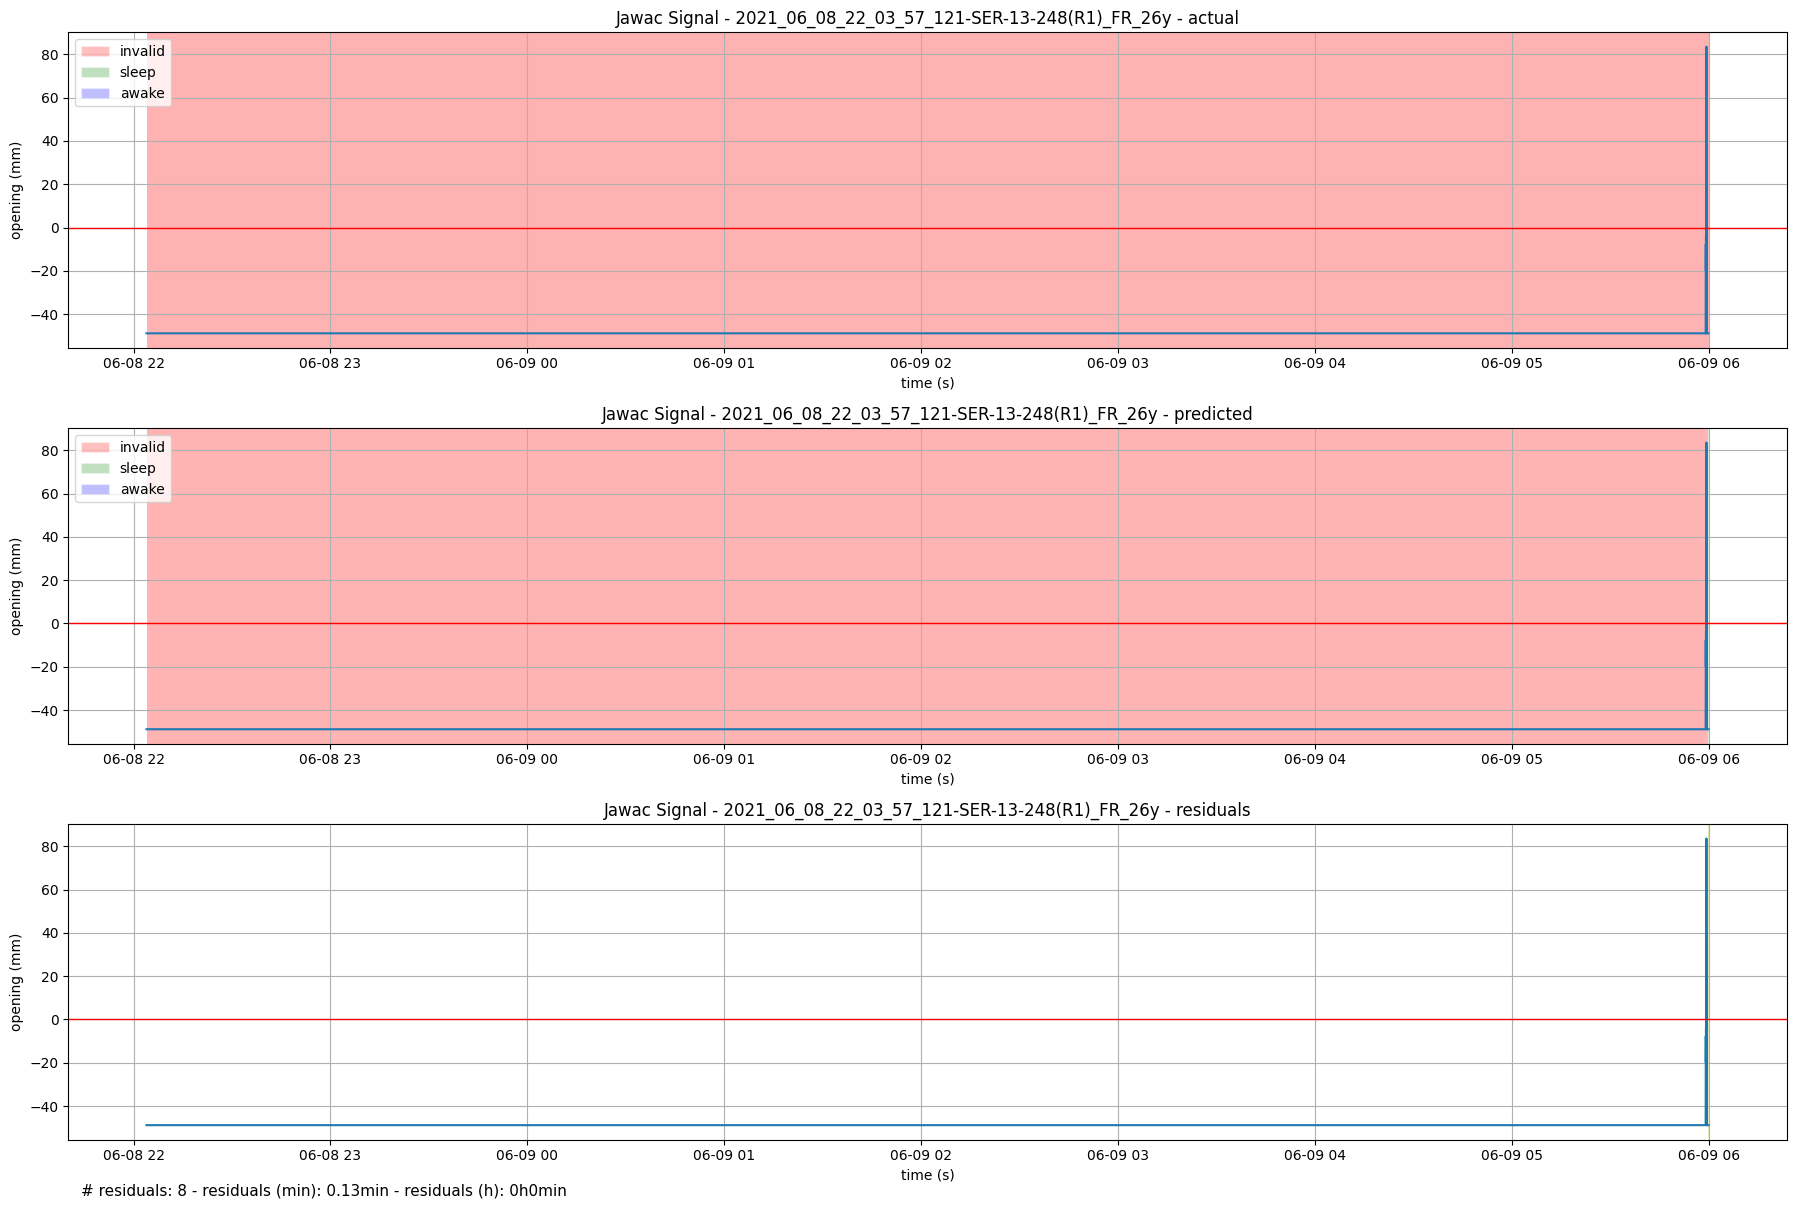 Jawac Signal - 2021_06_08_22_03_57_121-SER-13-248(R1)_FR_26y - actual
invalid
sleep
awake
opening (mm)
80
60
40
20
0
−20
−40
06-08 22 06-08 23 06-09 00 06-09 01 06-09 02 06-09 03 06-09 04 06-09 05 06-09 06
time (s)
Jawac Signal - 2021_06_08_22_03_57_121-SER-13-248(R1)_FR_26y - predicted
invalid
sleep
awake
opening (mm)
80
60
40
20
0
−20
−40
06-08 22 06-08 23 06-09 00 06-09 01 06-09 02 06-09 03 06-09 04 06-09 05 06-09 06
time (s)
Jawac Signal - 2021_06_08_22_03_57_121-SER-13-248(R1)_FR_26y - residuals
opening (mm)
80
60
40
20
0
−20
−40
06-08 22 06-08 23 06-09 00 06-09 01 06-09 02 06-09 03 06-09 04 06-09 05 06-09 06
time (s)
# residuals: 8 - residuals (min): 0.13min - residuals (h): 0h0min